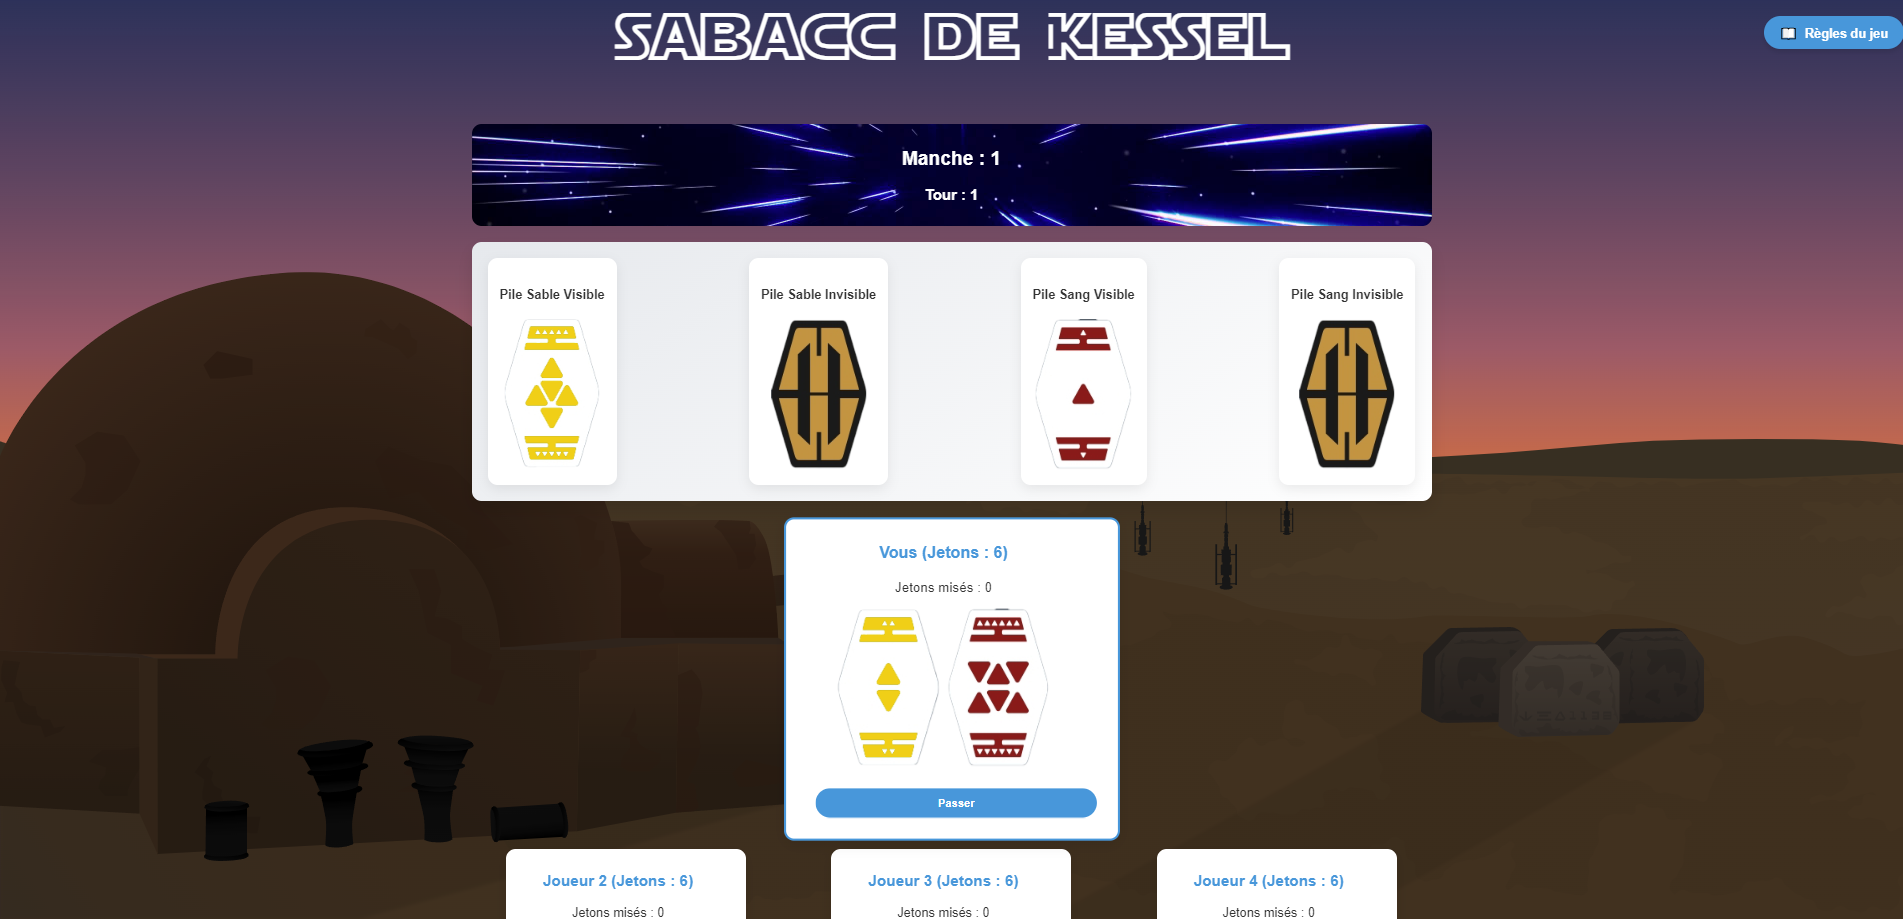 SABACC DE KESSEL
Règles du jeu
Manche : 1
Tour : 1
Pile Sable Visible
Pile Sable Invisible
Pile Sang Visible
Pile Sang Invisible
Vous (Jetons : 6)
Jetons misés : 0
Passer
Joueur 2 (Jetons : 6)
Jetons misés : 0
Joueur 3 (Jetons : 6)
Jetons misés : 0
Joueur 4 (Jetons : 6)
Jetons misés : 0